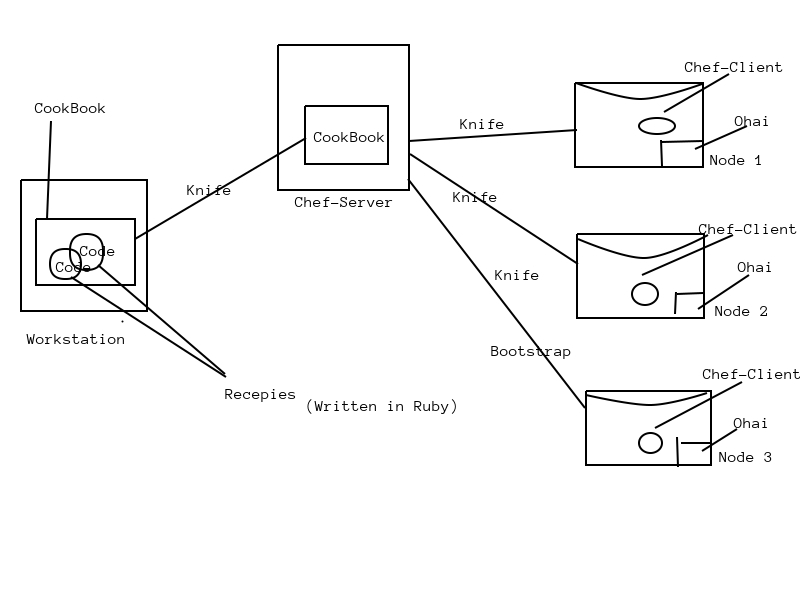 CookBook
Code
Code
Workstation
Knife
CookBook
Chef-Server
Recepies
(Written in Ruby)
Knife
Knife
Knife
Bootstrap
Chef-Client
Ohai
Node 1
Chef-Client
Ohai
Node 2
Chef-Client
Ohai
Node 3